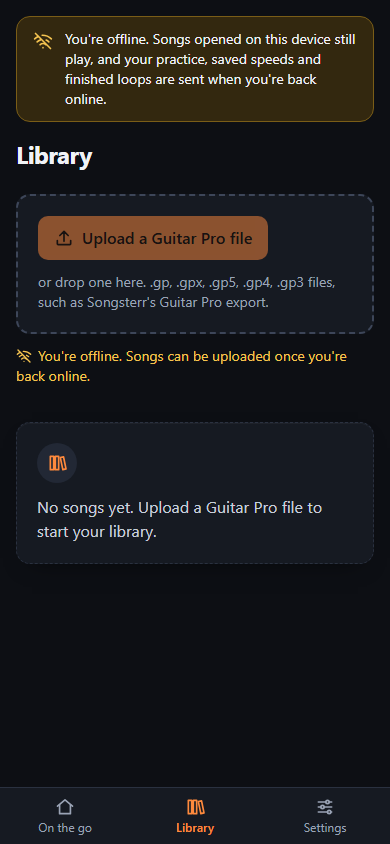 You're offline. Songs opened on this device still
play, and your practice, saved speeds and
finished loops are sent when you're back
online.
Library
Upload a Guitar Pro file
or drop one here. .gp, .gpx, .gp5, .gp4, .gp3 files,
such as Songsterr's Guitar Pro export.
You're offline. Songs can be uploaded once you're
back online.
No songs yet. Upload a Guitar Pro file to
start your library.
On the go
Library
Settings